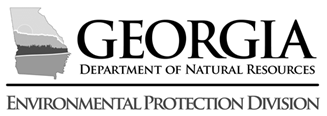 GEORGIA
DEPARTMENT OF NATURAL RESOURCES
ENVIRONMENTAL PROTECTION DIVISION